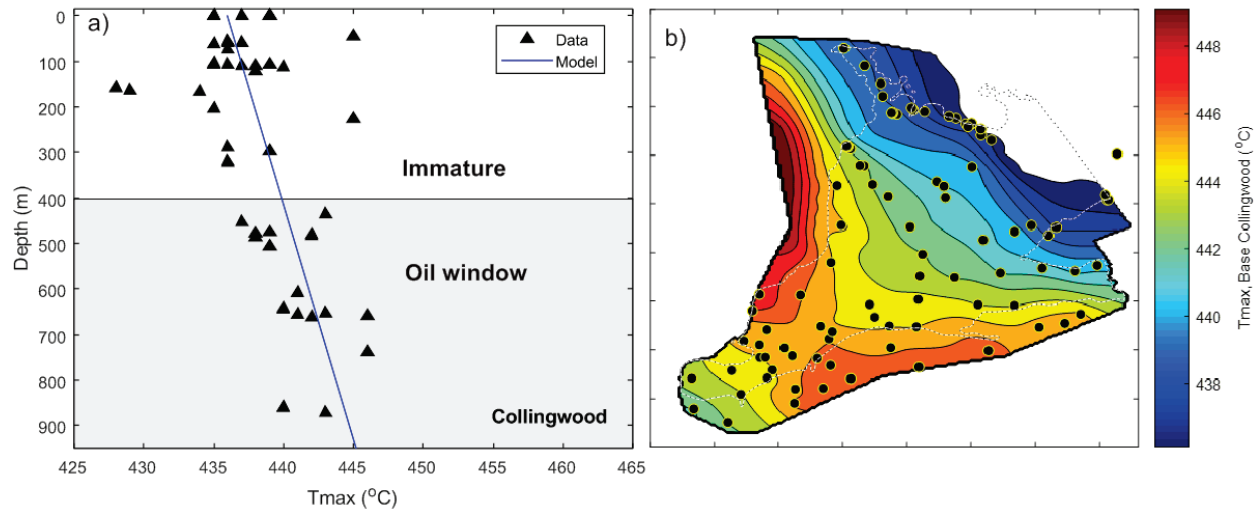 a)
Data
Model
Immature
Oil window
Collingwood
0
100
200
300
400
500
600
700
800
900
Depth (m)
425
430
435
440
445
450
455
460
465
Tmax (°C)
b)
448
446
444
442
440
438
Tmax, Base Collingwood (°C)